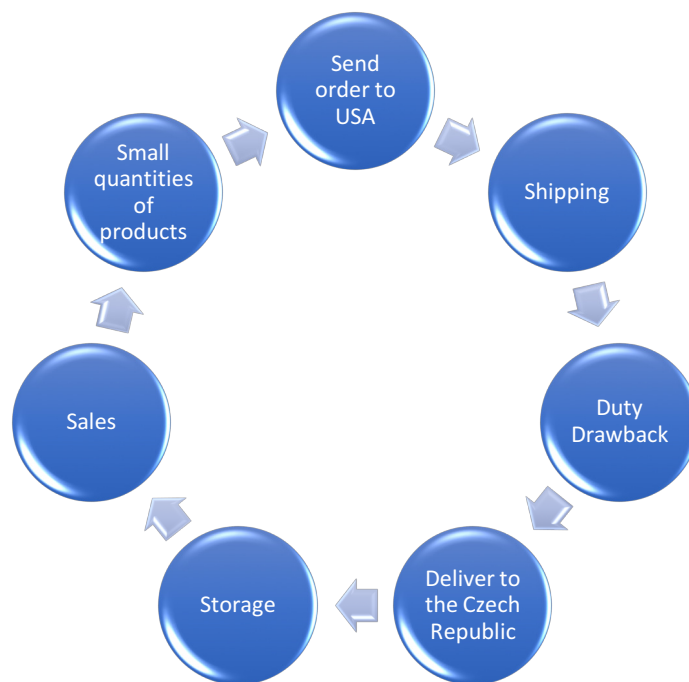 Send
order to
USA
Shipping
Duty
Drawback
Deliver to
the Czech
Republic
Storage
Sales
Small
quantities
of
products